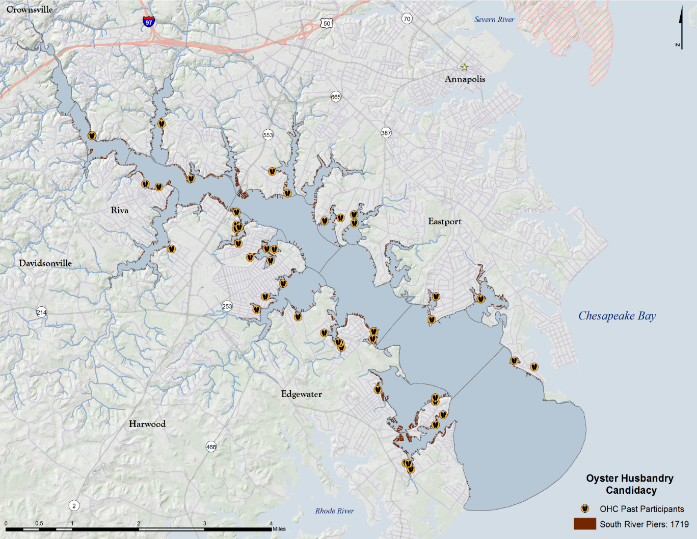 Crownsville
97
50
70
Severn River
Annapolis
665
553
387
Riva
Eastport
Davidsonville
253
214
Chesapeake Bay
Edgewater
Harwood
468
2
Rhode River
Oyster Husbandry
Candidacy
OHC Past Participants
South River Piers: 1719
0 0.5 1 2 3 4
Miles